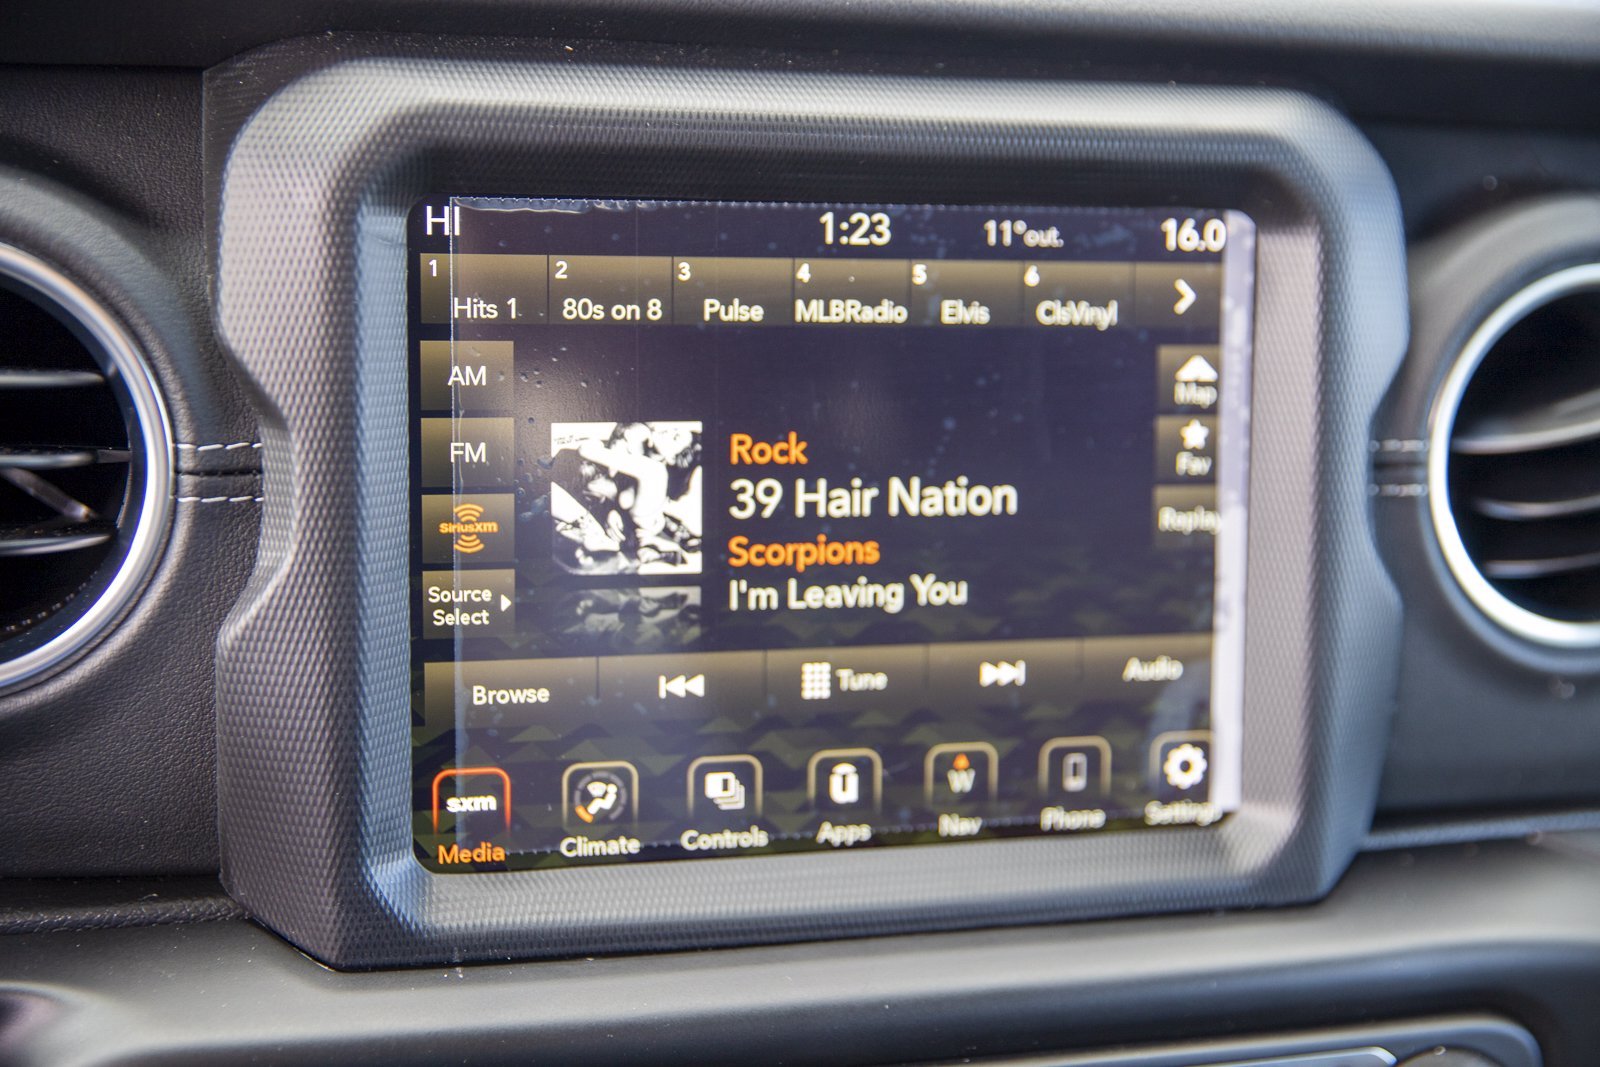 HI 1:23 11°out. 16.0
1 2 3 4 5 6
Hits 1 80s on 8 Pulse MLBRadio Elvis ClsVinyl
AM
Map
FM
Fav
SiriusXM
Replay
Source
Select
Rock
39 Hair Nation
Scorpions
I'm Leaving You
Browse Tune Audio
sxm
W
Media Climate Controls Apps Nav Phone Settings